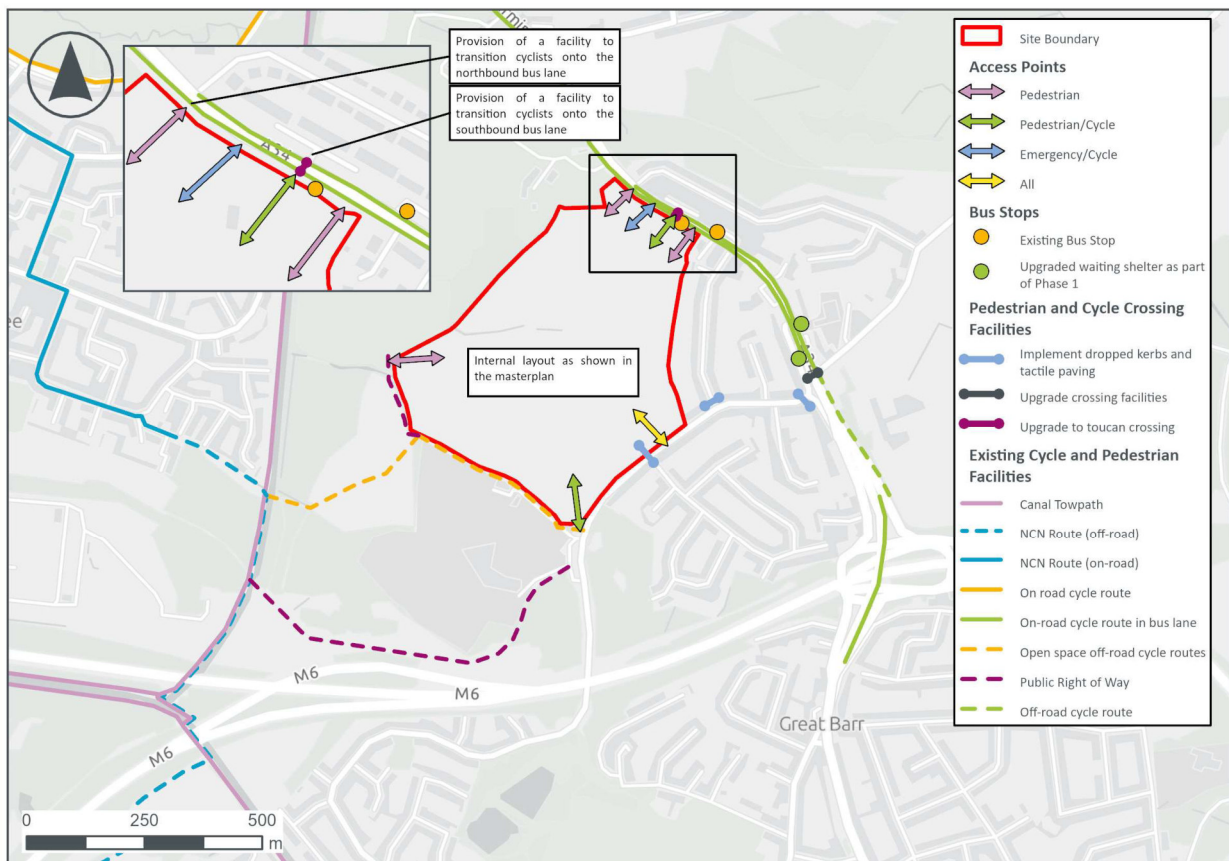 Provision of a facility to
transition cyclists onto the
northbound bus lane
Provision of a facility to
transition cyclists onto the
southbound bus lane
A34
Internal layout as shown in
the masterplan
M6
M6
M6
Great Barr
0 250 500
m
Site Boundary
Access Points
Pedestrian
Pedestrian/Cycle
Emergency/Cycle
All
Bus Stops
Existing Bus Stop
Upgraded waiting shelter as part
of Phase 1
Pedestrian and Cycle Crossing
Facilities
Implement dropped kerbs and
tactile paving
Upgrade crossing facilities
Upgrade to toucan crossing
Existing Cycle and Pedestrian
Facilities
Canal Towpath
NCN Route (off-road)
NCN Route (on-road)
On road cycle route
On-road cycle route in bus lane
Open space off-road cycle routes
Public Right of Way
Off-road cycle route